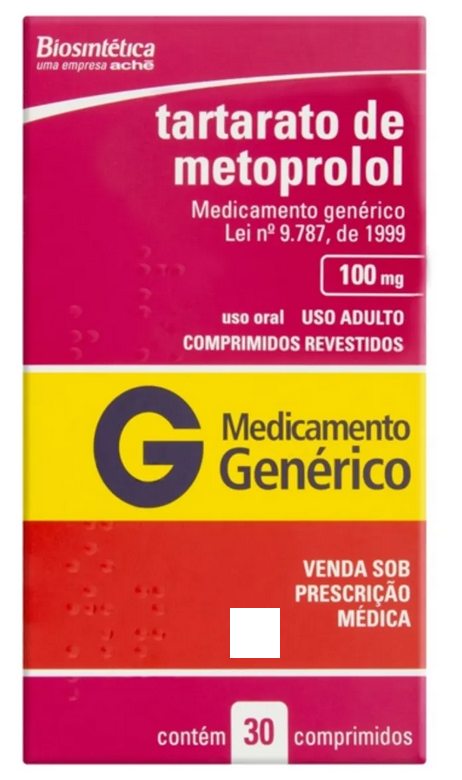 Biosintética
uma empresa aché
tartarato de
metoprolol
Medicamento genérico
Lei nº 9.787, de 1999
100 mg
uso oral USO ADULTO
COMPRIMIDOS REVESTIDOS
G Medicamento
Genérico
VENDA SOB
PRESCRIÇÃO
MÉDICA
contém 30 comprimidos